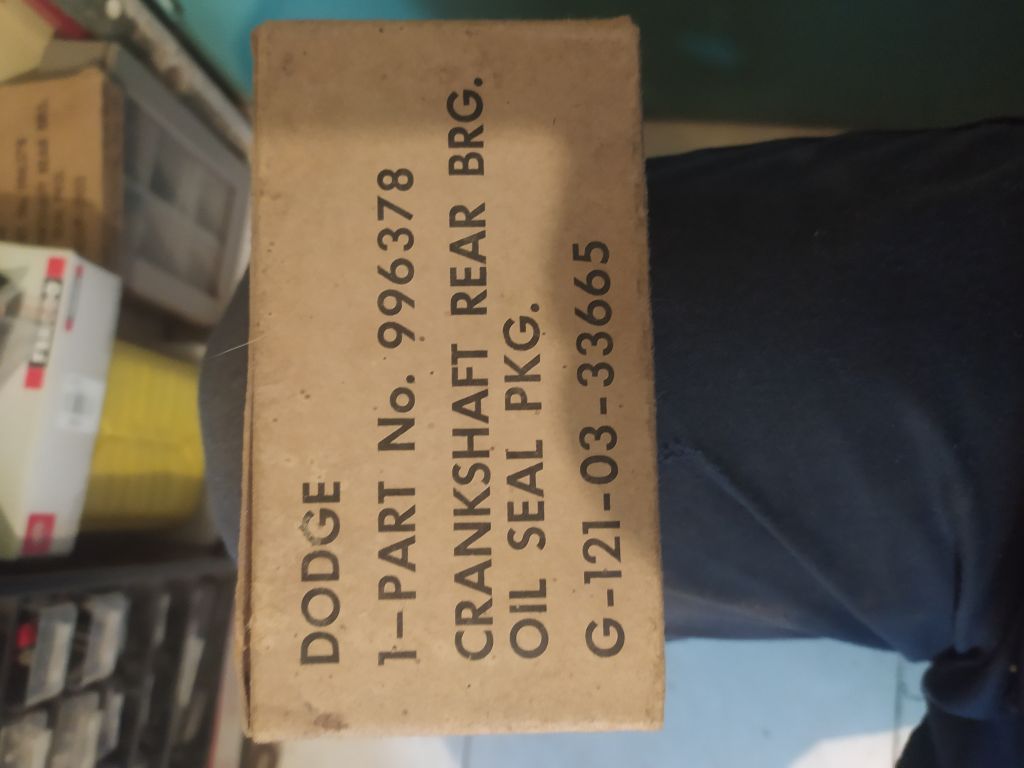 DODGE
1-PART No. 996378
CRANKSHAFT REAR BRG.
OIL SEAL PKG.
G-121-03-33665